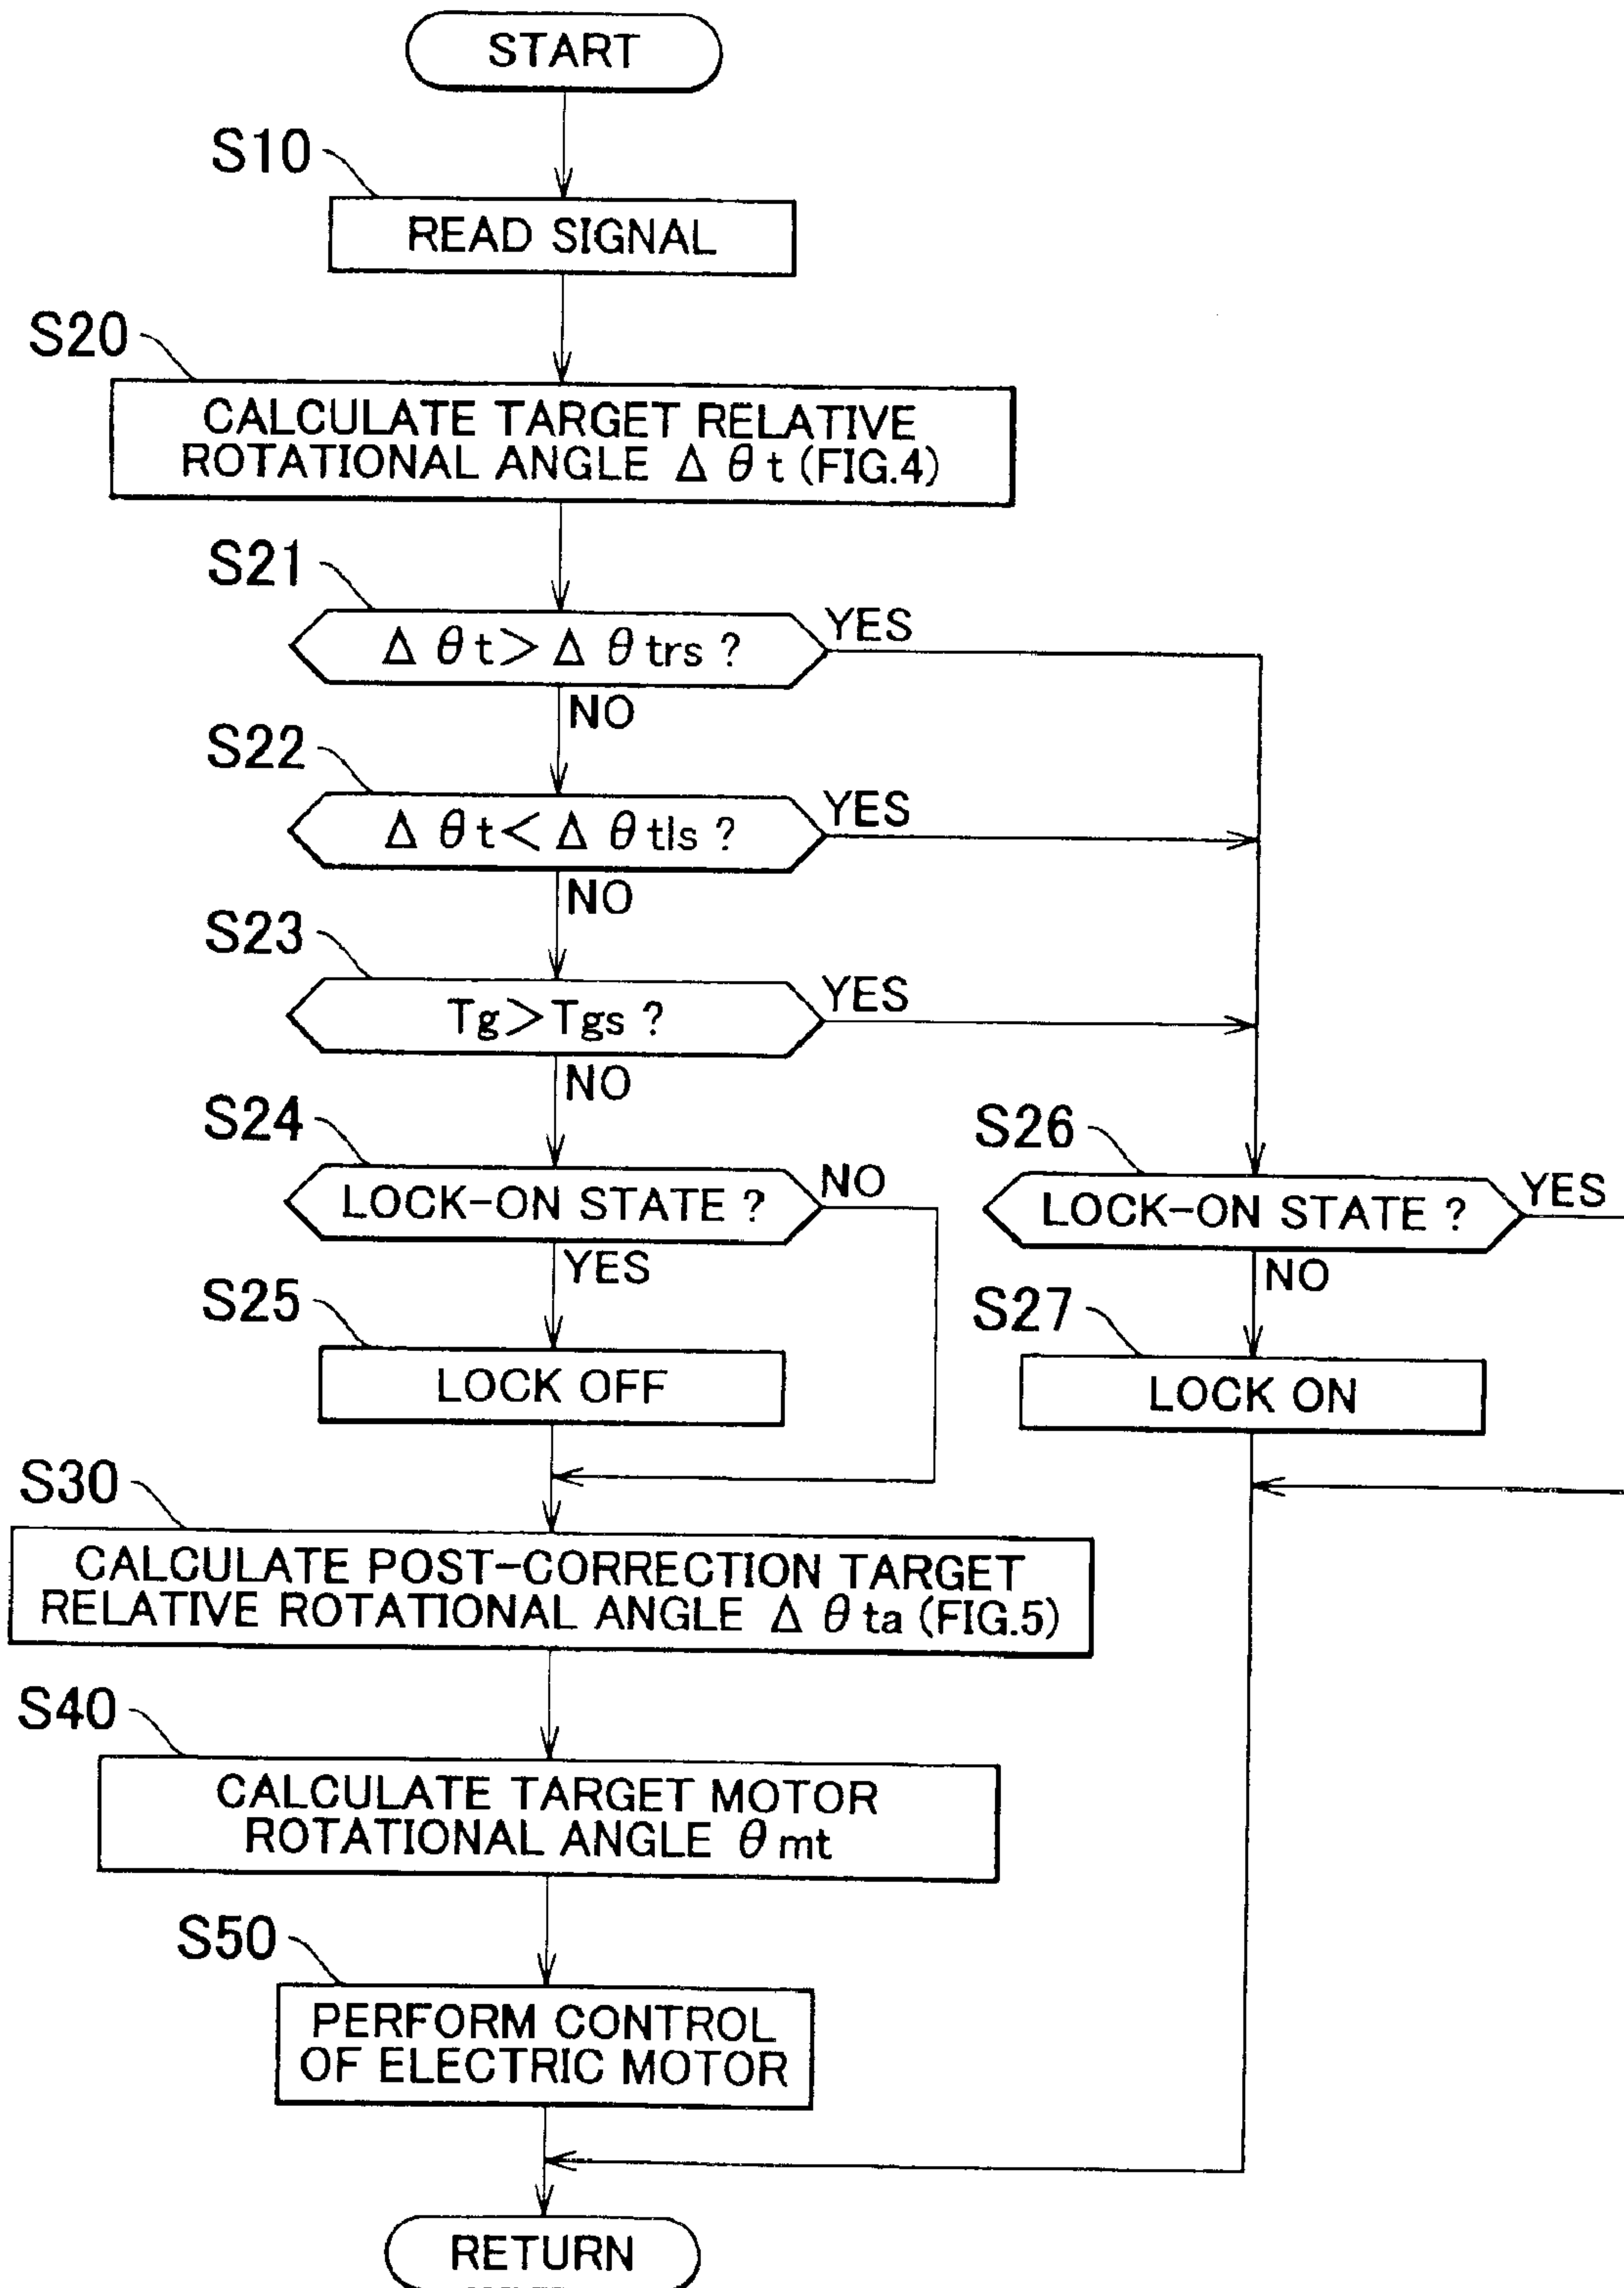 START
S10
READ SIGNAL
S20
CALCULATE TARGET RELATIVE
ROTATIONAL ANGLE Δ θ t (FIG.4)
S21
Δ θ t > Δ θ trs ?
YES
NO
S22
Δ θ t < Δ θ tls ?
YES
NO
S23
Tg > Tgs ?
YES
NO
S24
LOCK-ON STATE ?
NO
YES
S26
LOCK-ON STATE ?
YES
NO
S25
LOCK OFF
S27
LOCK ON
S30
CALCULATE POST-CORRECTION TARGET
RELATIVE ROTATIONAL ANGLE Δ θ ta (FIG.5)
S40
CALCULATE TARGET MOTOR
ROTATIONAL ANGLE θ mt
S50
PERFORM CONTROL
OF ELECTRIC MOTOR
RETURN